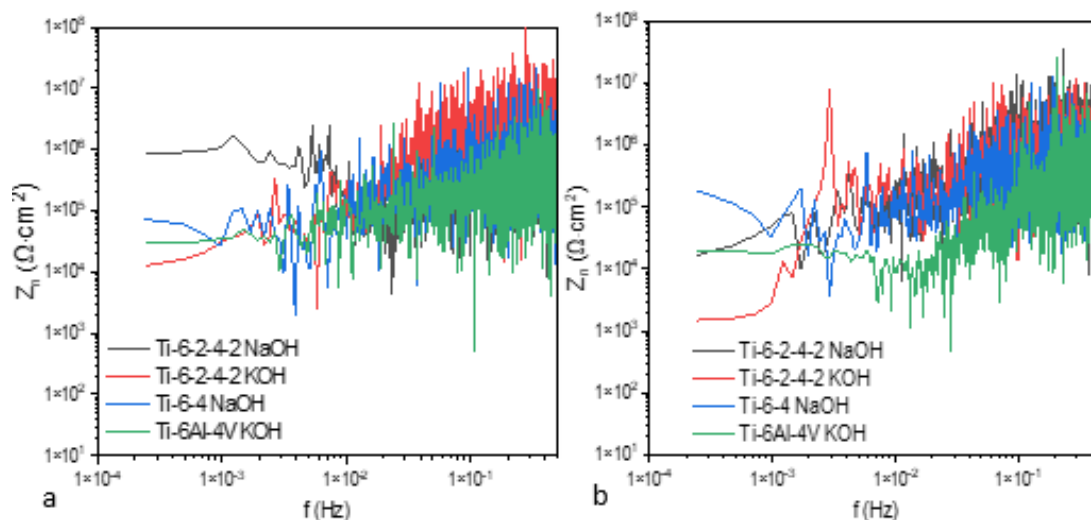 1×10⁸
1×10⁷
1×10⁶
1×10⁵
1×10⁴
1×10³
1×10²
1×10¹
Zₙ (Ω·cm²)
Ti-6-2-4-2 NaOH
Ti-6-2-4-2 KOH
Ti-6-4 NaOH
Ti-6Al-4V KOH
1×10⁻⁴
1×10⁻³
1×10⁻²
1×10⁻¹
a
f (Hz)
1×10⁸
1×10⁷
1×10⁶
1×10⁵
1×10⁴
1×10³
1×10²
1×10¹
Zₙ (Ω·cm²)
Ti-6-2-4-2 NaOH
Ti-6-2-4-2 KOH
Ti-6-4 NaOH
Ti-6Al-4V KOH
1×10⁻⁴
1×10⁻³
1×10⁻²
1×10⁻¹
b
f (Hz)